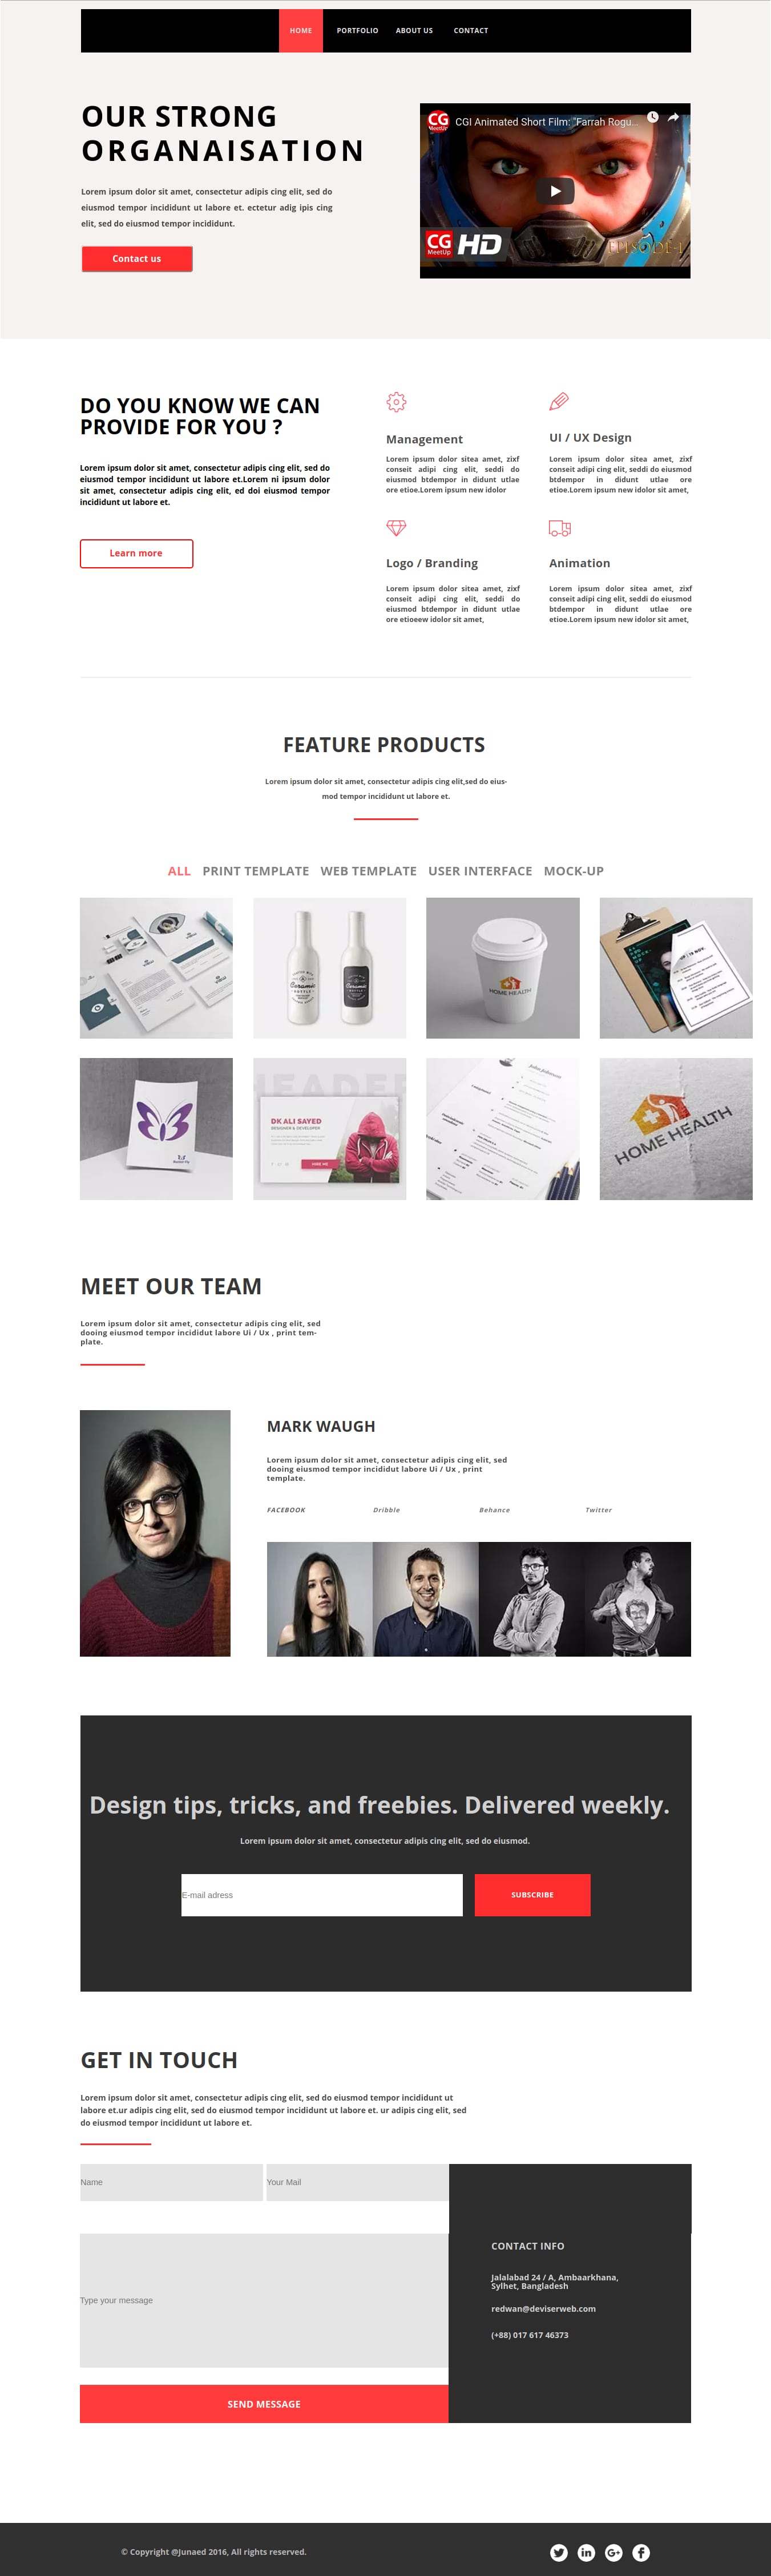 HOME PORTFOLIO ABOUT US CONTACT
OUR STRONG
ORGANAISATION
Lorem ipsum dolor sit amet, consectetur adipis cing elit, sed do
eiusmod tempor incididunt ut labore et. ectetur adig ipis cing
elit, sed do eiusmod tempor incididunt.
Contact us
CG MeetUp
CGI Animated Short Film: "Farrah Rogu...
CG HD
MeetUp
EPISODE-1
DO YOU KNOW WE CAN
PROVIDE FOR YOU ?
Lorem ipsum dolor sit amet, consectetur adipis cing elit, sed do
eiusmod tempor incididunt ut labore et.Lorem ni ipsum dolor
sit amet, consectetur adipis cing elit, ed doi eiusmod tempor
incididunt ut labore et.
Learn more
Management
Lorem ipsum dolor sitea amet, zixf
conseit adipi cing elit, seddi do
eiusmod btdempor in didunt utlae
ore etioe.Lorem ipsum new idolor
UI / UX Design
Lorem ipsum dolor sitea amet, zixf
conseit adipi cing elit, seddi do eiusmod
btdempor in didunt utlae ore
etioe.Lorem ipsum new idolor sit amet,
Logo / Branding
Lorem ipsum dolor sitea amet, zixf
conseit adipi cing elit, seddi do
eiusmod btdempor in didunt utlae
ore etioeew idolor sit amet,
Animation
Lorem ipsum dolor sitea amet, zixf
conseit adipi cing elit, seddi do eiusmod
btdempor in didunt utlae ore
etioe.Lorem ipsum new idolor sit amet,
FEATURE PRODUCTS
Lorem ipsum dolor sit amet, consectetur adipis cing elit,sed do eius-
mod tempor incididunt ut labore et.
ALL PRINT TEMPLATE WEB TEMPLATE USER INTERFACE MOCK-UP
Ceramic
BOTTLE
Ceramic
BOTTLE
HOME HEALTH
HEADER
DK ALI SAYED
DESIGNER & DEVELOPER
HIRE ME
John Johnson
HOME HEALTH
MEET OUR TEAM
Lorem ipsum dolor sit amet, consectetur adipis cing elit, sed
dooing eiusmod tempor incididut labore Ui / Ux , print tem-
plate.
MARK WAUGH
Lorem ipsum dolor sit amet, consectetur adipis cing elit, sed
dooing eiusmod tempor incididut labore Ui / Ux , print
template.
FACEBOOK Dribble Behance Twitter
Design tips, tricks, and freebies. Delivered weekly.
Lorem ipsum dolor sit amet, consectetur adipis cing elit, sed do eiusmod.
E-mail adress
SUBSCRIBE
GET IN TOUCH
Lorem ipsum dolor sit amet, consectetur adipis cing elit, sed do eiusmod tempor incididunt ut
labore et.ur adipis cing elit, sed do eiusmod tempor incididunt ut labore et. ur adipis cing elit, sed
do eiusmod tempor incididunt ut labore et.
Name
Your Mail
Type your message
SEND MESSAGE
CONTACT INFO
Jalalabad 24 / A, Ambaarkhana,
Sylhet, Bangladesh
redwan@deviserweb.com
(+88) 017 617 46373
© Copyright @Junaed 2016, All rights reserved.